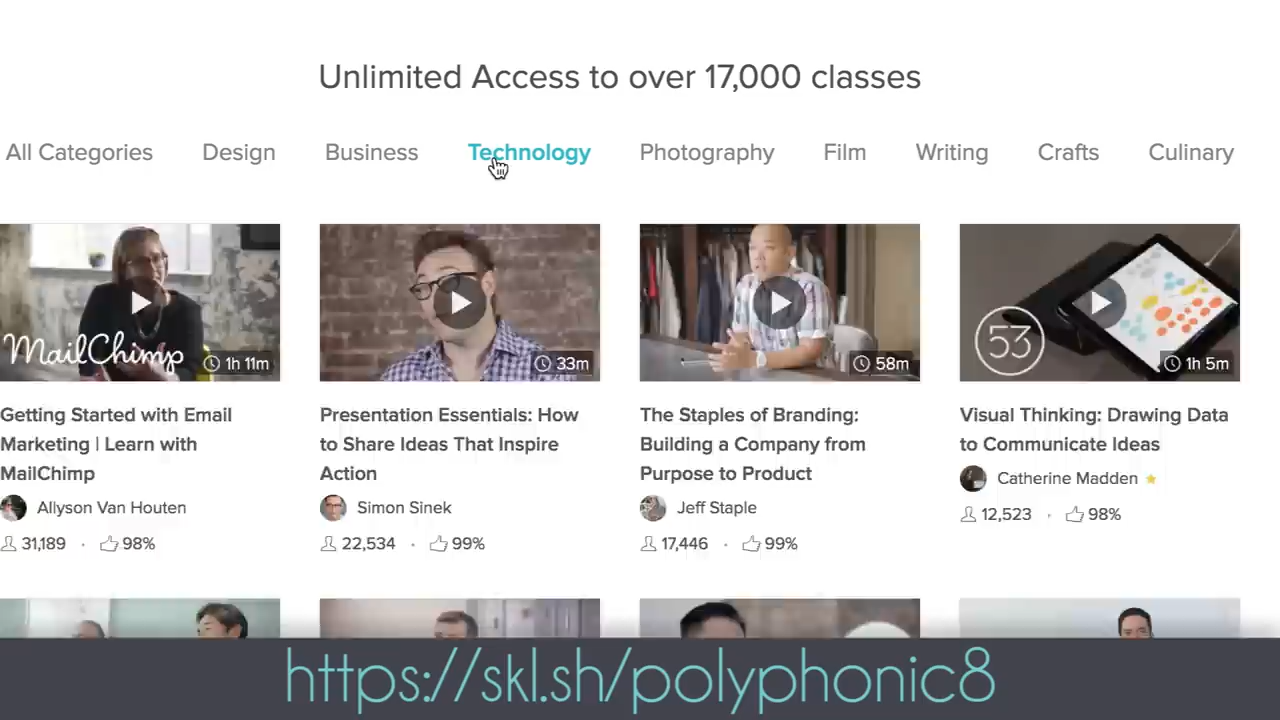 Unlimited Access to over 17,000 classes
All Categories Design Business Technology Photography Film Writing Crafts Culinary
MailChimp
1h 11m
33m
58m
53
1h 5m
Getting Started with Email
Marketing | Learn with
MailChimp
Allyson Van Houten
31,189 · 98%
Presentation Essentials: How
to Share Ideas That Inspire
Action
Simon Sinek
22,534 · 99%
The Staples of Branding:
Building a Company from
Purpose to Product
Jeff Staple
17,446 · 99%
Visual Thinking: Drawing Data
to Communicate Ideas
Catherine Madden
12,523 · 98%
https://skl.sh/polyphonic8